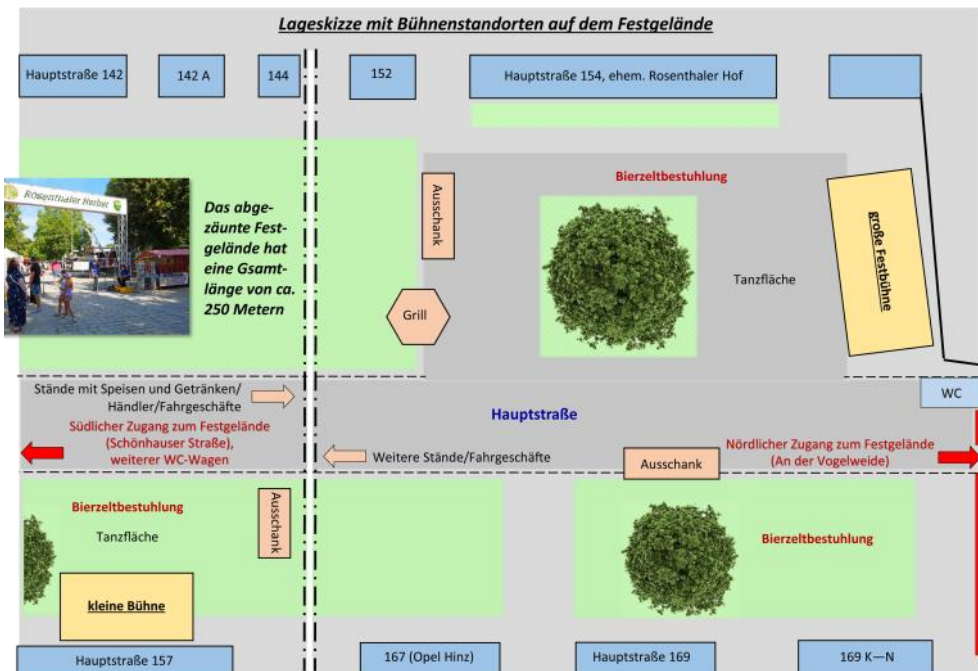 Lageskizze mit Bühnenstandorten auf dem Festgelände
Hauptstraße 142
142 A
144
152
Hauptstraße 154, ehem. Rosenthaler Hof
Rosenthaler Herbst
Das abge-
zäunte Fest-
gelände hat
eine Gsamt-
länge von ca.
250 Metern
Ausschank
Grill
Bierzeltbestuhlung
Tanzfläche
große Festbühne
Stände mit Speisen und Getränken/
Händler/Fahrgeschäfte
Südlicher Zugang zum Festgelände
(Schönhauser Straße),
weiterer WC-Wagen
Hauptstraße
Weitere Stände/Fahrgeschäfte
WC
Nördlicher Zugang zum Festgelände
(An der Vogelweide)
Ausschank
Bierzeltbestuhlung
Tanzfläche
Ausschank
kleine Bühne
Bierzeltbestuhlung
Hauptstraße 157
167 (Opel Hinz)
Hauptstraße 169
169 K—N